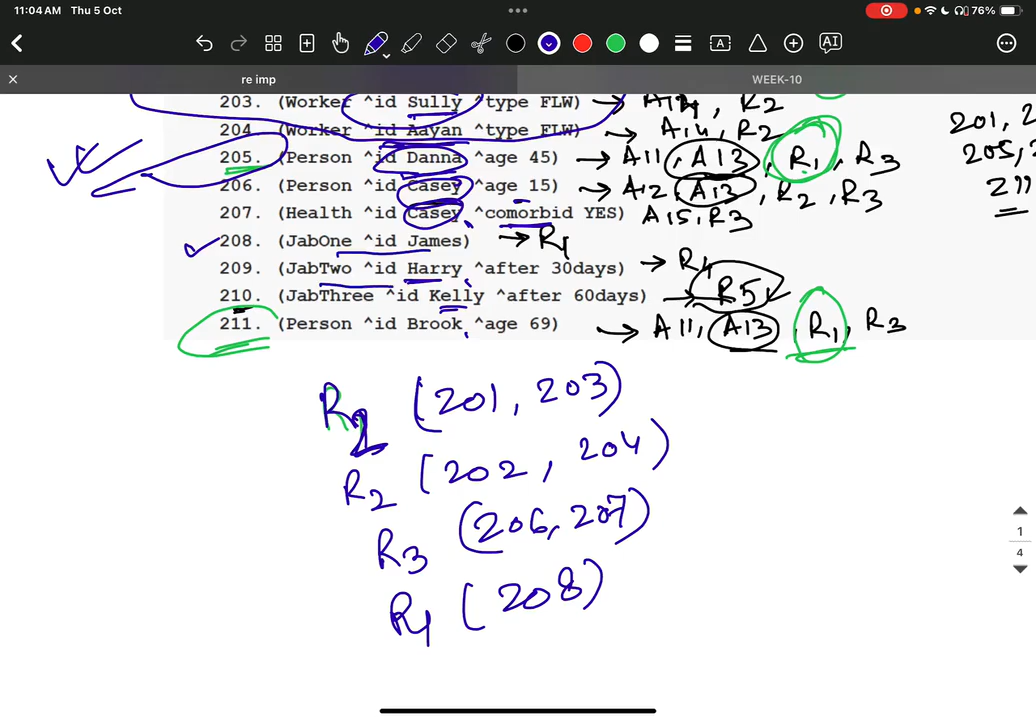 11:04 AM Thu 5 Oct 76%
A
AI
re imp WEEK-10
203. (Worker ^id Sully ^type FLW) → A14, R2
204. (Worker ^id Aayan ^type FLW) → A14, R2 201, 2
205. (Person ^id Danna ^age 45) → A11, A13, R1, R3 205, 2
206. (Person ^id Casey ^age 15) → A12, A13, R2, R3 211
207. (Health ^id Casey ^comorbid YES) A15, R3
208. (JabOne ^id James) → R4
209. (JabTwo ^id Harry ^after 30days) → R4
210. (JabThree ^id Kelly ^after 60days) → R5
211. (Person ^id Brook ^age 69) → A11, A13, R1, R3
R2 (201, 203)
R2 (202, 204)
R3 (206, 207)
R4 (208)
1
4